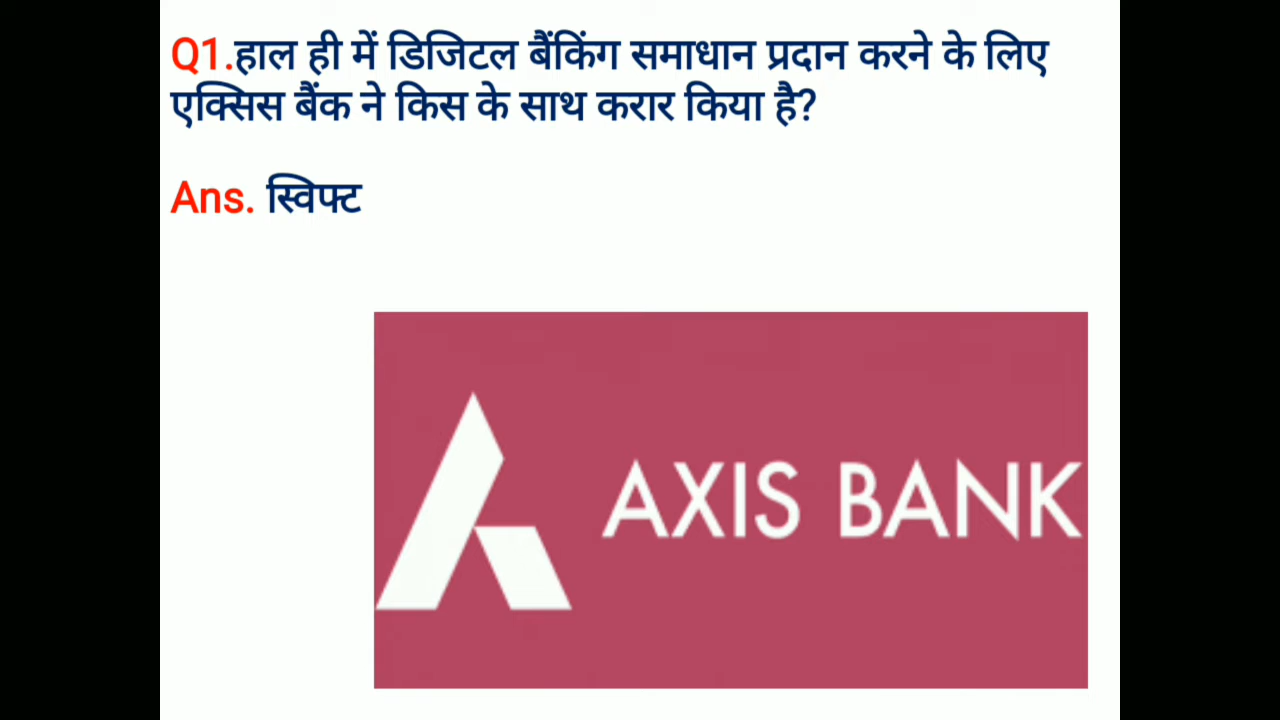 Q1.हाल ही में डिजिटल बैंकिंग समाधान प्रदान करने के लिए
एक्सिस बैंक ने किस के साथ करार किया है?
Ans. स्विफ्ट
AXIS BANK